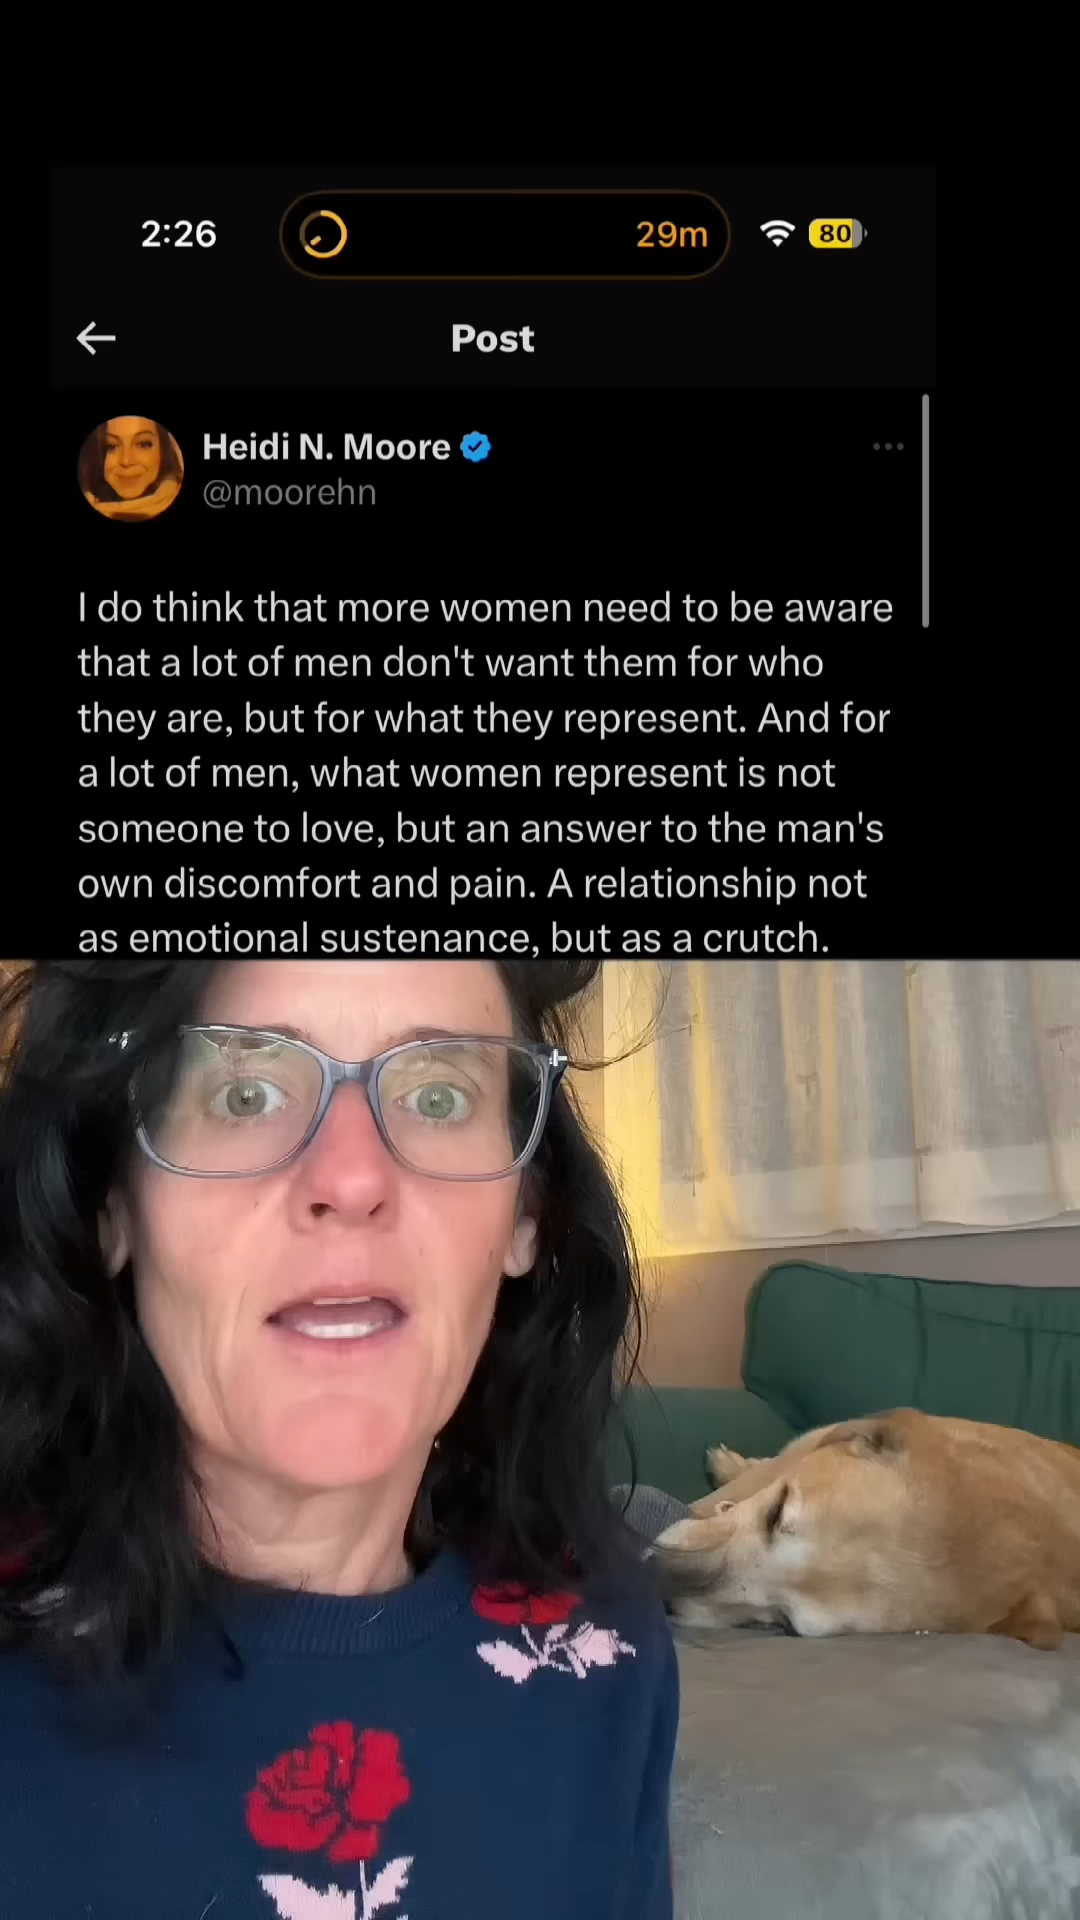 2:26
29m
80
Post
Heidi N. Moore
@moorehn
I do think that more women need to be aware
that a lot of men don't want them for who
they are, but for what they represent. And for
a lot of men, what women represent is not
someone to love, but an answer to the man's
own discomfort and pain. A relationship not
as emotional sustenance, but as a crutch.